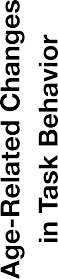 Age-Related Changes
in Task Behavior